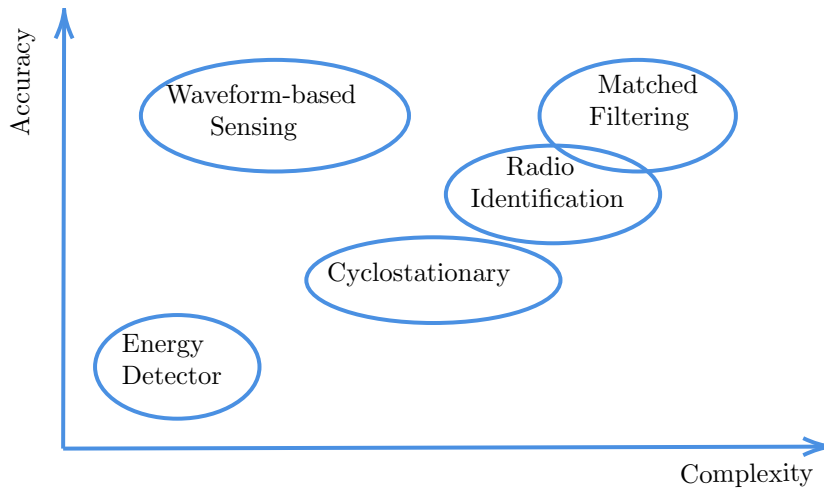 Accuracy
Waveform-based
Sensing
Matched
Filtering
Radio
Identification
Cyclostationary
Energy
Detector
Complexity